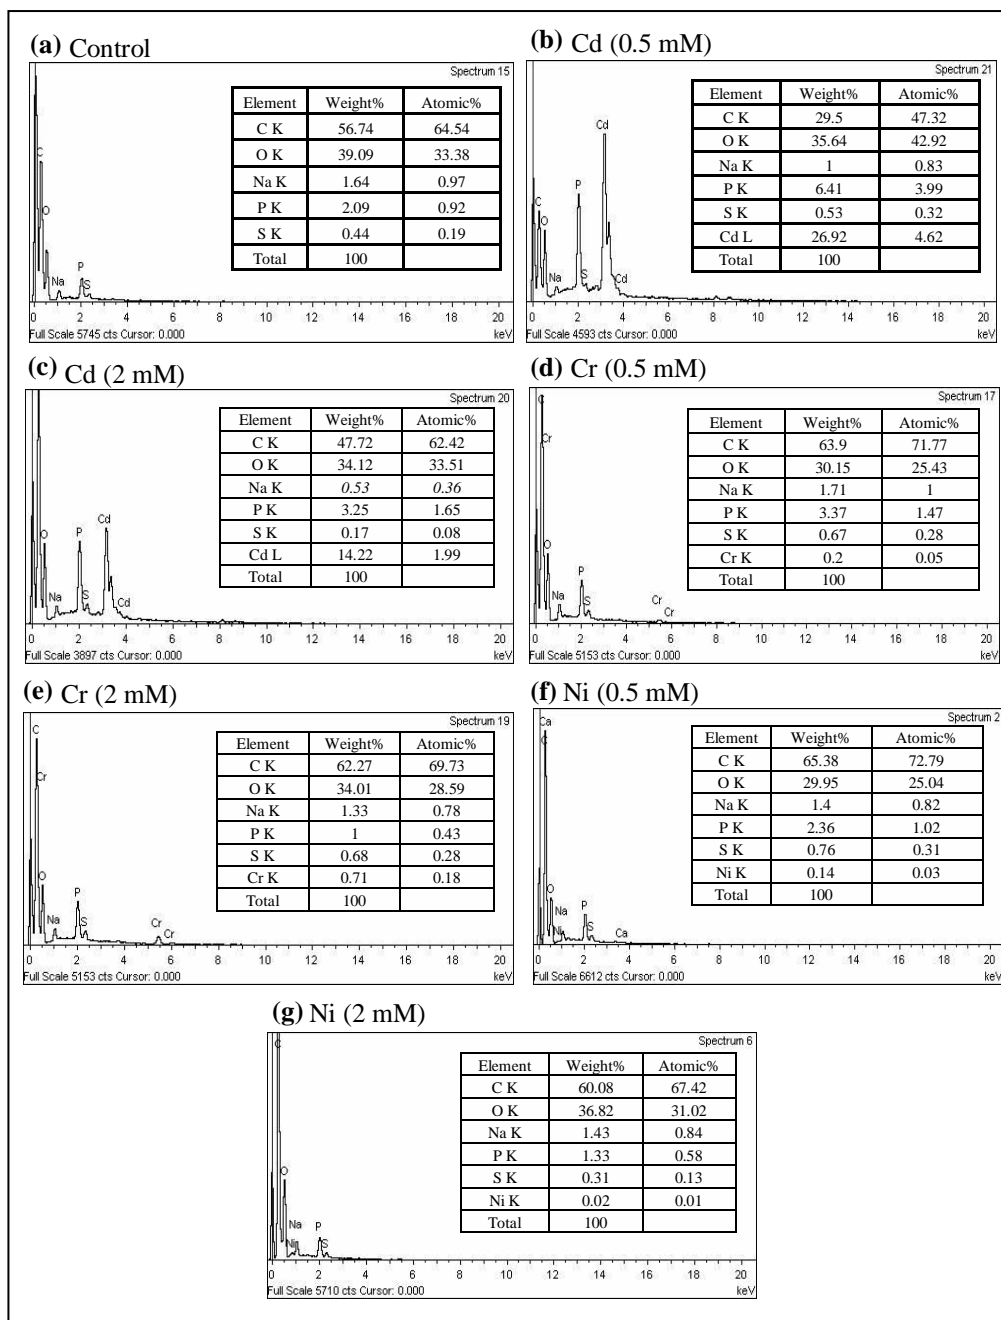 (a) Control
Spectrum 15
Element Weight% Atomic%
C K 56.74 64.54
O K 39.09 33.38
Na K 1.64 0.97
P K 2.09 0.92
S K 0.44 0.19
Total 100
C
O
Na
P
S
0 2 4 6 8 10 12 14 16 18 20
Full Scale 5745 cts Cursor: 0.000
keV
(b) Cd (0.5 mM)
Spectrum 21
Element Weight% Atomic%
C K 29.5 47.32
O K 35.64 42.92
Na K 1 0.83
P K 6.41 3.99
S K 0.53 0.32
Cd L 26.92 4.62
Total 100
Cd
P
C
O
Na
S
Cd
0 2 4 6 8 10 12 14 16 18 20
Full Scale 4593 cts Cursor: 0.000
keV
(c) Cd (2 mM)
Spectrum 20
Element Weight% Atomic%
C K 47.72 62.42
O K 34.12 33.51
Na K 0.53 0.36
P K 3.25 1.65
S K 0.17 0.08
Cd L 14.22 1.99
Total 100
Cd
P
O
Na
S
Cd
0 2 4 6 8 10 12 14 16 18 20
Full Scale 3897 cts Cursor: 0.000
keV
(d) Cr (0.5 mM)
Spectrum 17
Element Weight% Atomic%
C K 63.9 71.77
O K 30.15 25.43
Na K 1.71 1
P K 3.37 1.47
S K 0.67 0.28
Cr K 0.2 0.05
Total 100
C
Cr
O
P
Na
S
Cr
Cr
0 2 4 6 8 10 12 14 16 18 20
Full Scale 5153 cts Cursor: 0.000
keV
(e) Cr (2 mM)
Spectrum 19
Element Weight% Atomic%
C K 62.27 69.73
O K 34.01 28.59
Na K 1.33 0.78
P K 1 0.43
S K 0.68 0.28
Cr K 0.71 0.18
Total 100
C
Cr
O
P
Na
S
Cr
Cr
0 2 4 6 8 10 12 14 16 18 20
Full Scale 5153 cts Cursor: 0.000
keV
(f) Ni (0.5 mM)
Spectrum 2
Element Weight% Atomic%
C K 65.38 72.79
O K 29.95 25.04
Na K 1.4 0.82
P K 2.36 1.02
S K 0.76 0.31
Ni K 0.14 0.03
Total 100
Ca
C
O
Na
P
Ni
S
Ca
0 2 4 6 8 10 12 14 16 18 20
Full Scale 6612 cts Cursor: 0.000
keV
(g) Ni (2 mM)
Spectrum 6
Element Weight% Atomic%
C K 60.08 67.42
O K 36.82 31.02
Na K 1.43 0.84
P K 1.33 0.58
S K 0.31 0.13
Ni K 0.02 0.01
Total 100
C
O
Na
P
Ni
S
0 2 4 6 8 10 12 14 16 18 20
Full Scale 5710 cts Cursor: 0.000
keV